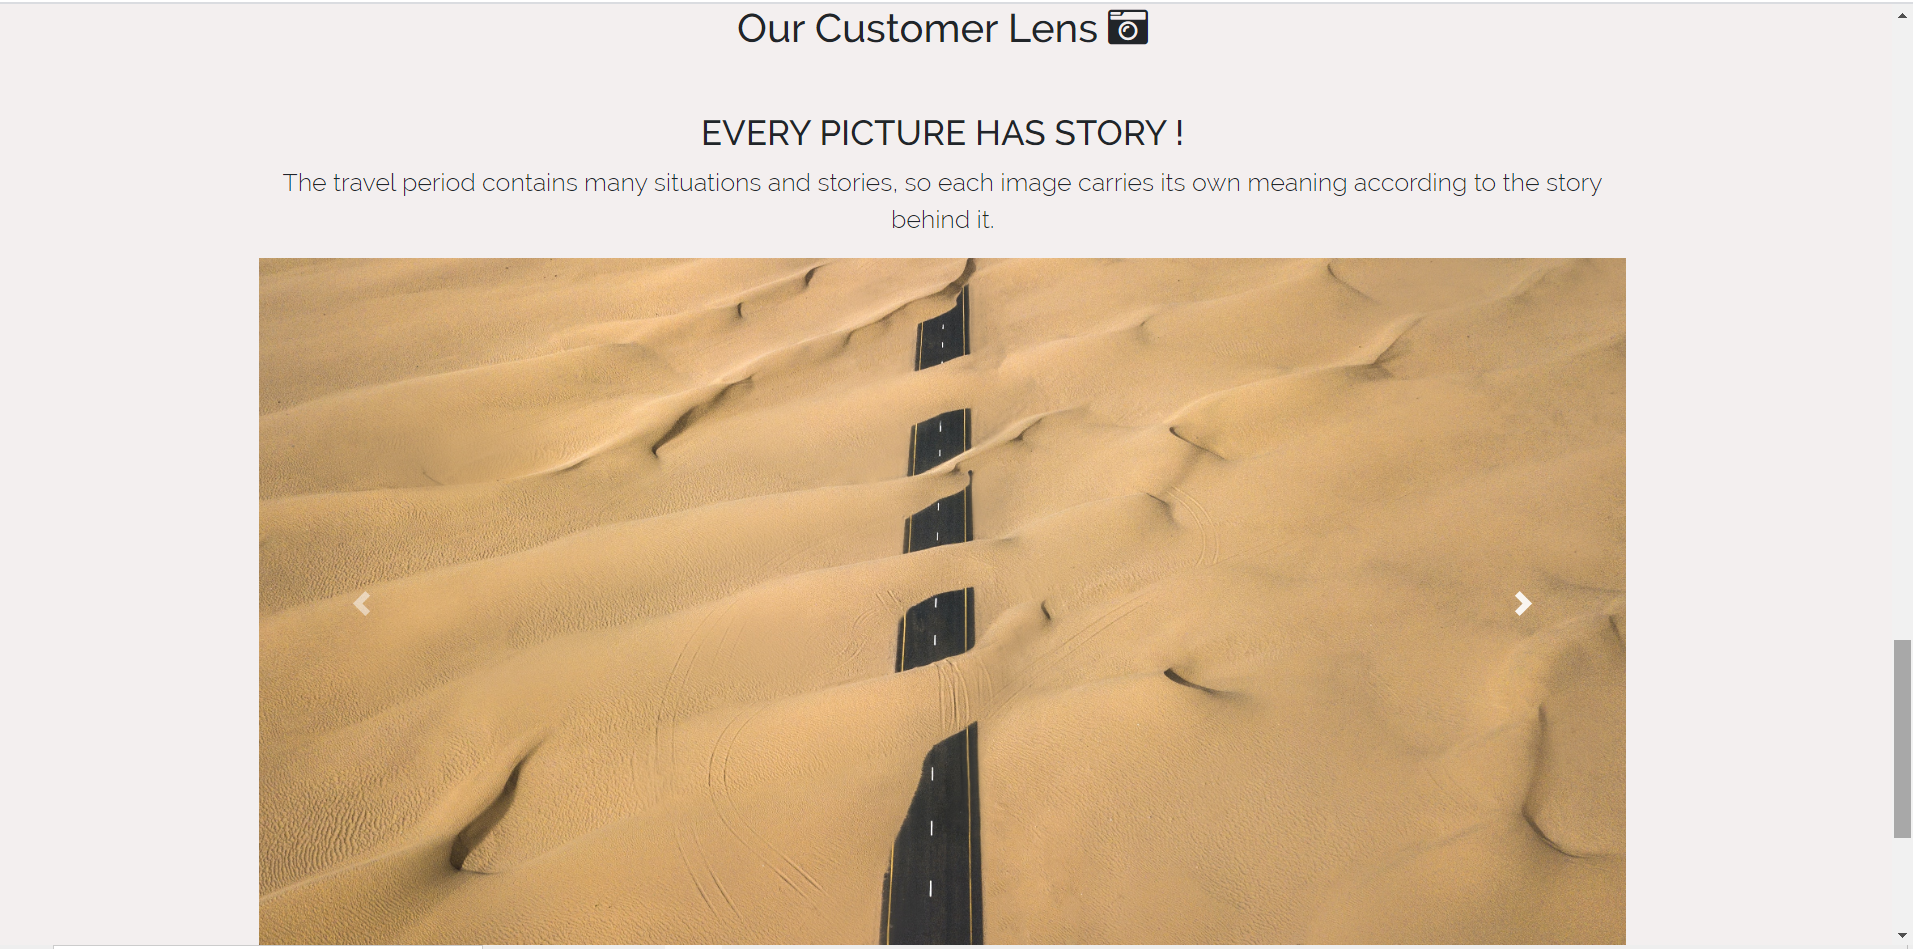 Our Customer Lens
EVERY PICTURE HAS STORY !
The travel period contains many situations and stories, so each image carries its own meaning according to the story
behind it.